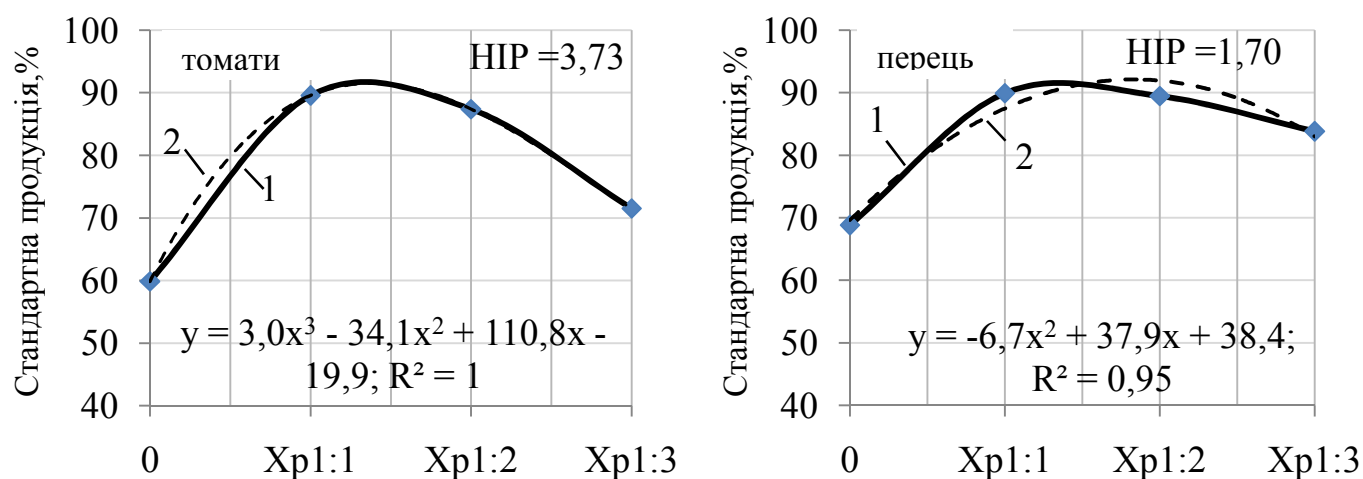 Стандартна продукція,%
100
90
80
70
60
50
40
томати
НІР =3,73
2
1
y = 3,0x³ - 34,1x² + 110,8x -
19,9; R² = 1
0 Хр1:1 Хр1:2 Хр1:3
Стандартна продукція,%
100
90
80
70
60
50
40
перець
НІР =1,70
1
2
y = -6,7x² + 37,9x + 38,4;
R² = 0,95
0 Хр1:1 Хр1:2 Хр1:3